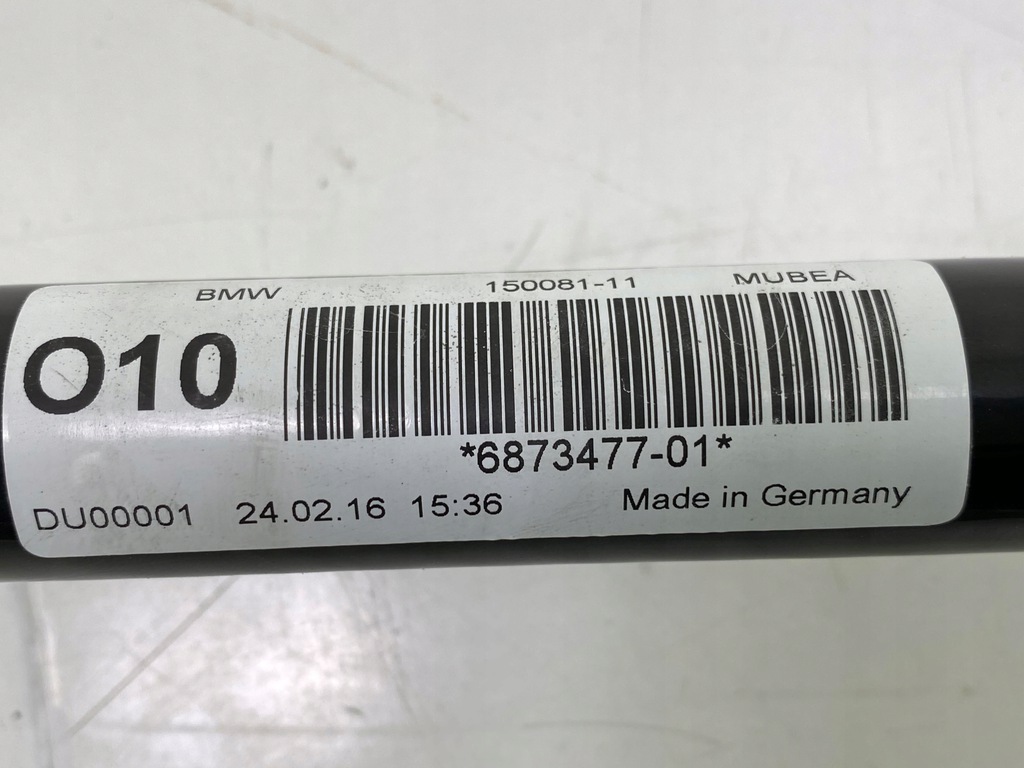 BMW 150081-11 MUBEA
O10
*6873477-01*
DU00001 24.02.16 15:36 Made in Germany